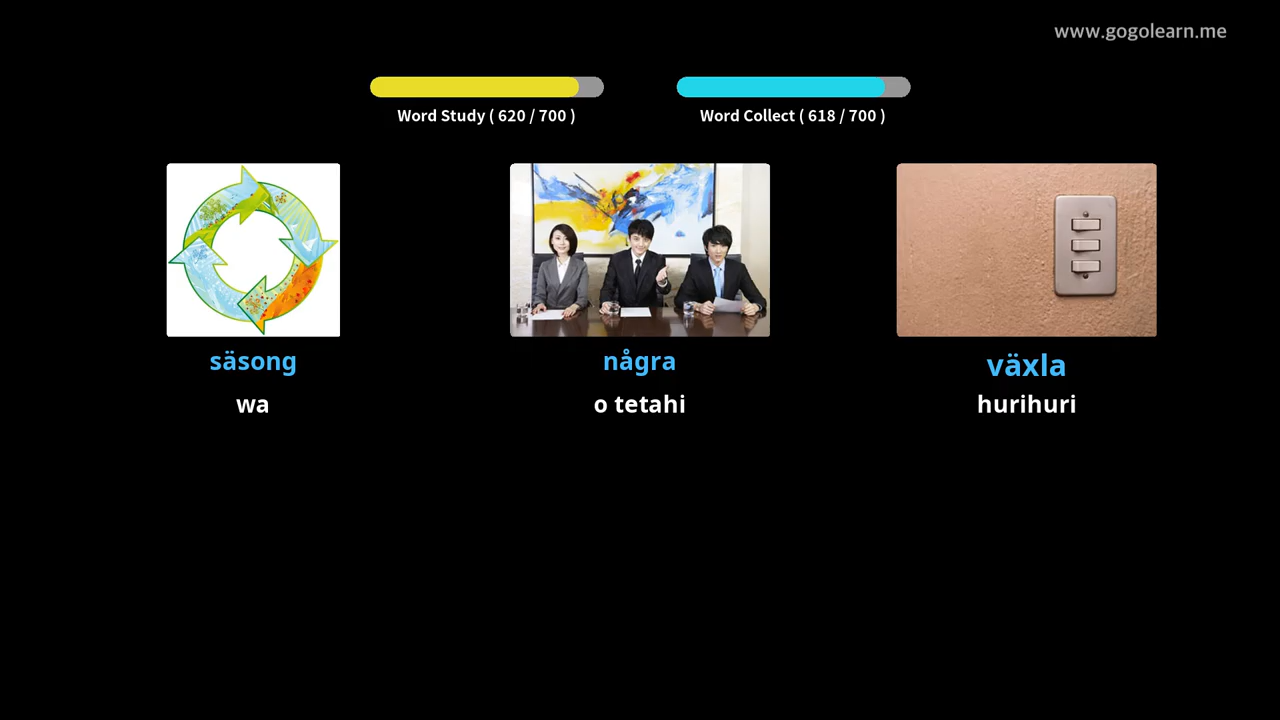 www.gogolearn.me
Word Study ( 620 / 700 )
Word Collect ( 618 / 700 )
säsong
några
växla
wa
o tetahi
hurihuri